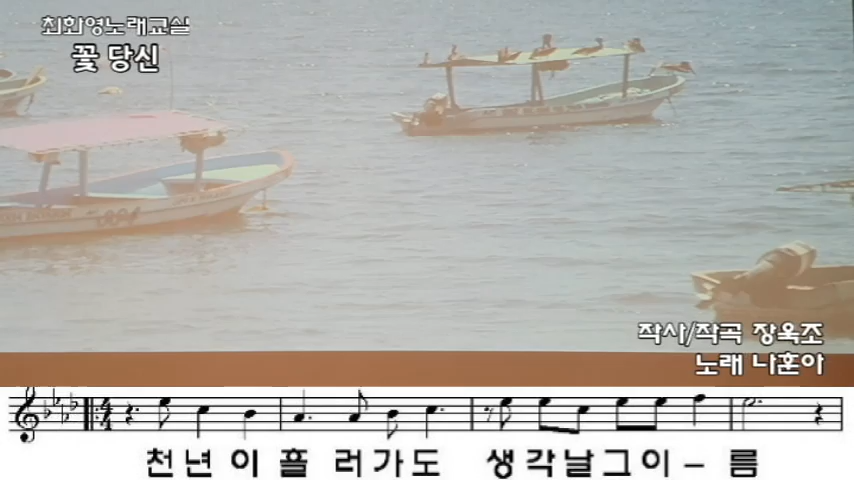 최화영노래교실
꽃 당신
작사/작곡 장욱조
노래 나훈아
천년이흘 러가도 생각날그이 – 름